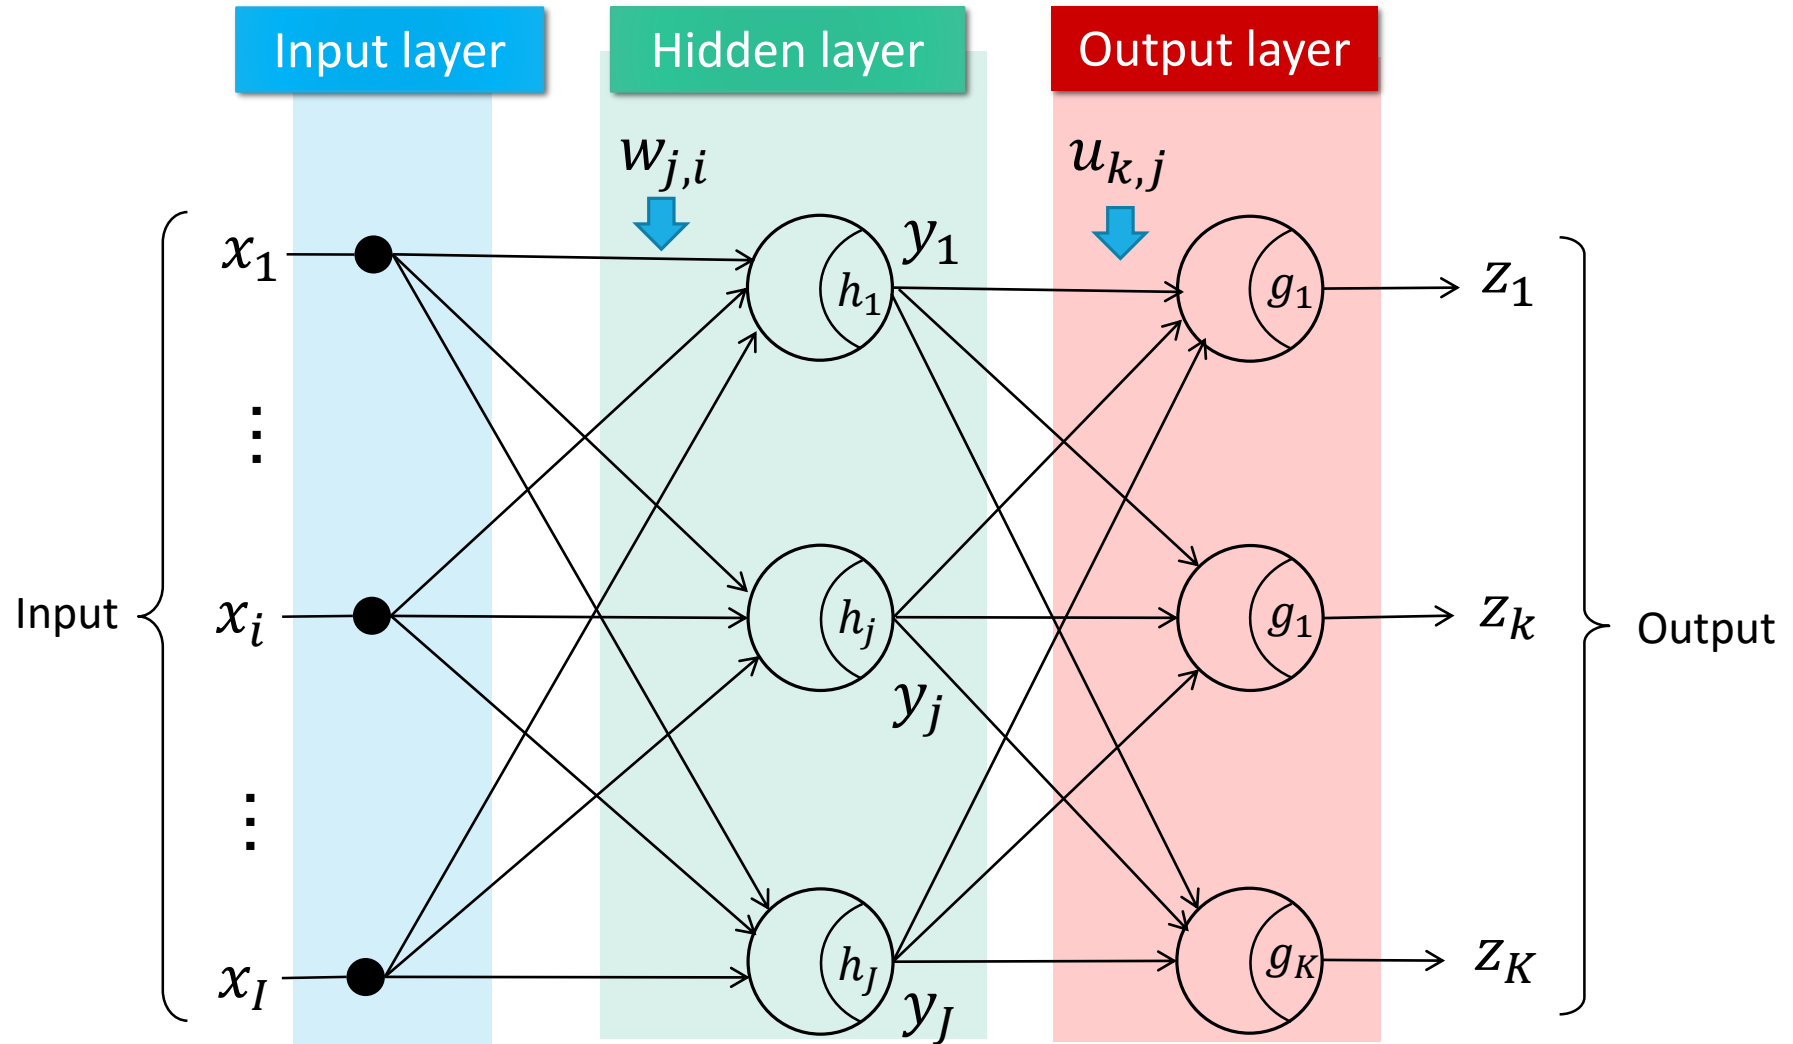 Input layer
Hidden layer
Output layer
w_{j,i}
u_{k,j}
x_1
h_1
y_1
g_1
z_1
⋮
Input
x_i
h_j
y_j
g_1
z_k
Output
⋮
x_I
h_J
y_J
g_K
z_K